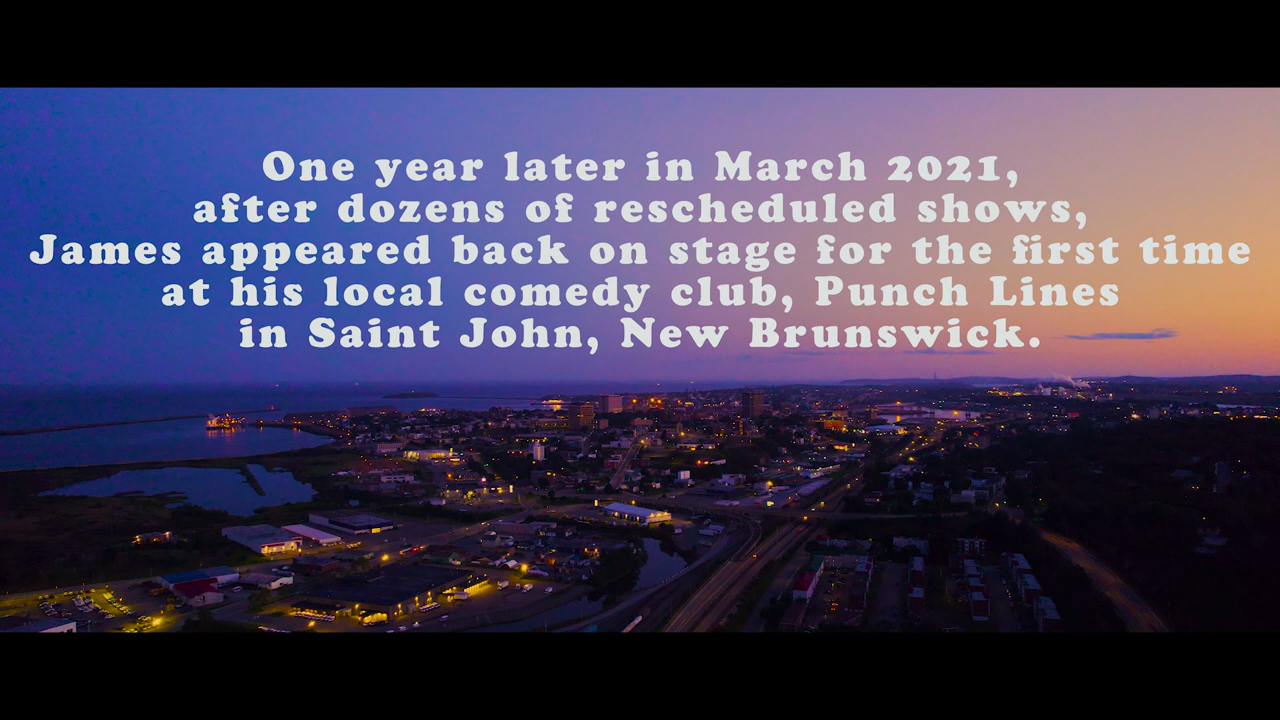 One year later in March 2021,
after dozens of rescheduled shows,
James appeared back on stage for the first time
at his local comedy club, Punch Lines
in Saint John, New Brunswick.